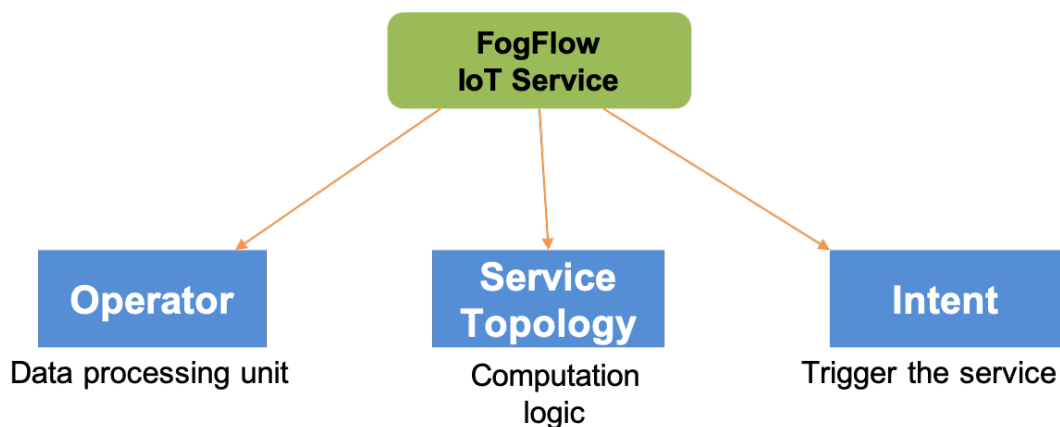 FogFlow
IoT Service
Operator
Data processing unit
Service
Topology
Computation
logic
Intent
Trigger the service